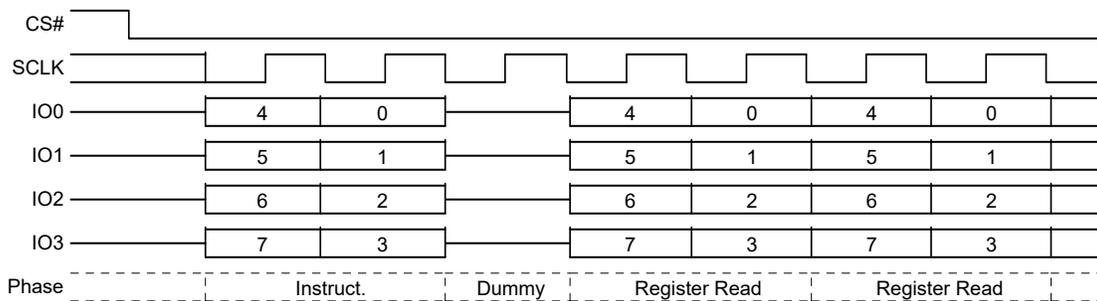 CS#
SCLK
IO0 4 0 4 0 4 0
IO1 5 1 5 1 5 1
IO2 6 2 6 2 6 2
IO3 7 3 7 3 7 3
Phase Instruct. Dummy Register Read Register Read